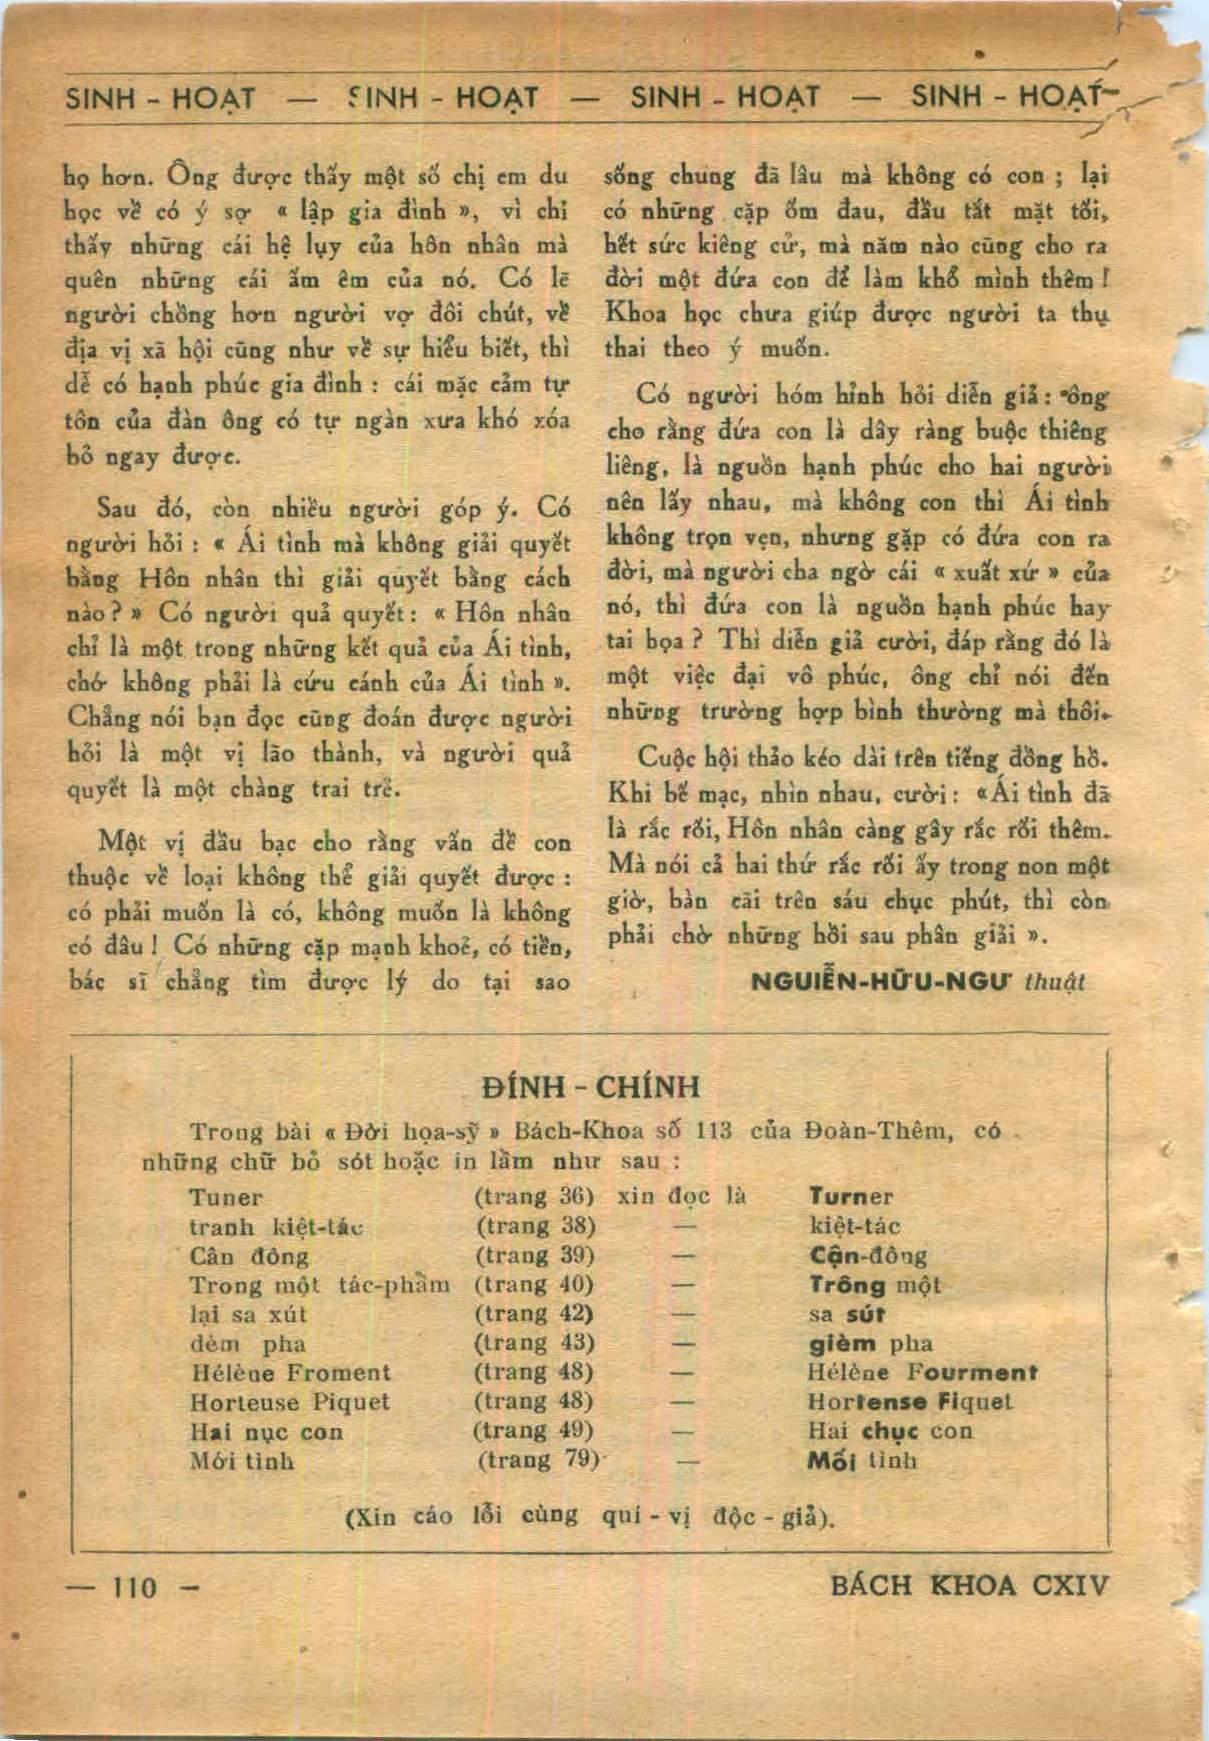 SINH - HOẠT — SINH - HOẠT — SINH - HOẠT — SINH - HOẠT
họ hơn. Ông được thấy một số chị em du
học về có ý sợ « lập gia đình », vì chỉ
thấy những cái hệ lụy của hôn nhân mà
quên những cái ấm êm của nó. Có lẽ
người chồng hơn người vợ đôi chút, về
địa vị xã hội cũng như về sự hiểu biết, thì
dễ có hạnh phúc gia đình : cái mặc cảm tự
tôn của đàn ông có tự ngàn xưa khó xóa
bỏ ngay được.
Sau đó, còn nhiều người góp ý. Có
người hỏi : « Ái tình mà không giải quyết
bằng Hôn nhân thì giải quyết bằng cách
nào ? » Có người quả quyết : « Hôn nhân
chỉ là một trong những kết quả của Ái tình,
chớ không phải là cứu cánh của Ái tình ».
Chẳng nói bạn đọc cũng đoán được người
hỏi là một vị lão thành, và người quả
quyết là một chàng trai trẻ.
Một vị đầu bạc cho rằng vấn đề con
thuộc về loại không thể giải quyết được :
có phải muốn là có, không muốn là không
có đâu ! Có những cặp mạnh khoẻ, có tiền,
bác sĩ chẳng tìm được lý do tại sao
sống chung đã lâu mà không có con ; lại
có những cặp ốm đau, đầu tắt mặt tối,
hết sức kiêng cử, mà năm nào cũng cho ra
đời một đứa con để làm khổ mình thêm !
Khoa học chưa giúp được người ta thụ
thai theo ý muốn.
Có người hóm hỉnh hỏi diễn giả : "ông
cho rằng đứa con là dây ràng buộc thiêng
liêng, là nguồn hạnh phúc cho hai người
nên lấy nhau, mà không con thì Ái tình
không trọn vẹn, nhưng gặp có đứa con ra
đời, mà người cha ngờ cái « xuất xứ » của
nó, thì đứa con là nguồn hạnh phúc hay
tai họa ? Thì diễn giả cười, đáp rằng đó là
một việc đại vô phúc, ông chỉ nói đến
những trường hợp bình thường mà thôi.
Cuộc hội thảo kéo dài trên tiếng đồng hồ.
Khi bế mạc, nhìn nhau, cười : «Ái tình đã
là rắc rối, Hôn nhân càng gây rắc rối thêm.
Mà nói cả hai thứ rắc rối ấy trong non một
giờ, bàn cãi trên sáu chục phút, thì còn
phải chờ những hồi sau phân giải ».
NGUIỄN-HỮU-NGƯ thuật
ĐÍNH - CHÍNH
Trong bài « Đời họa-sỹ » Bách-Khoa số 113 của Đoàn-Thêm, có
những chữ bỏ sót hoặc in lầm như sau :
Tuner (trang 36) xin đọc là Turner
tranh kiệt-tác (trang 38) — kiệt-tác
Cân đông (trang 39) — Cận-đông
Trong một tác-phẩm (trang 40) — Trông một
lại sa xút (trang 42) — sa sút
dèm pha (trang 43) — gièm pha
Hélène Froment (trang 48) — Hélène Fourment
Horteuse Piquet (trang 48) — Hortense Fiquet
Hai nục con (trang 49) — Hai chục con
Mới tình (trang 79) — Mối tình
(Xin cáo lỗi cùng quí - vị độc - giả).
— 110 — BÁCH KHOA CXIV